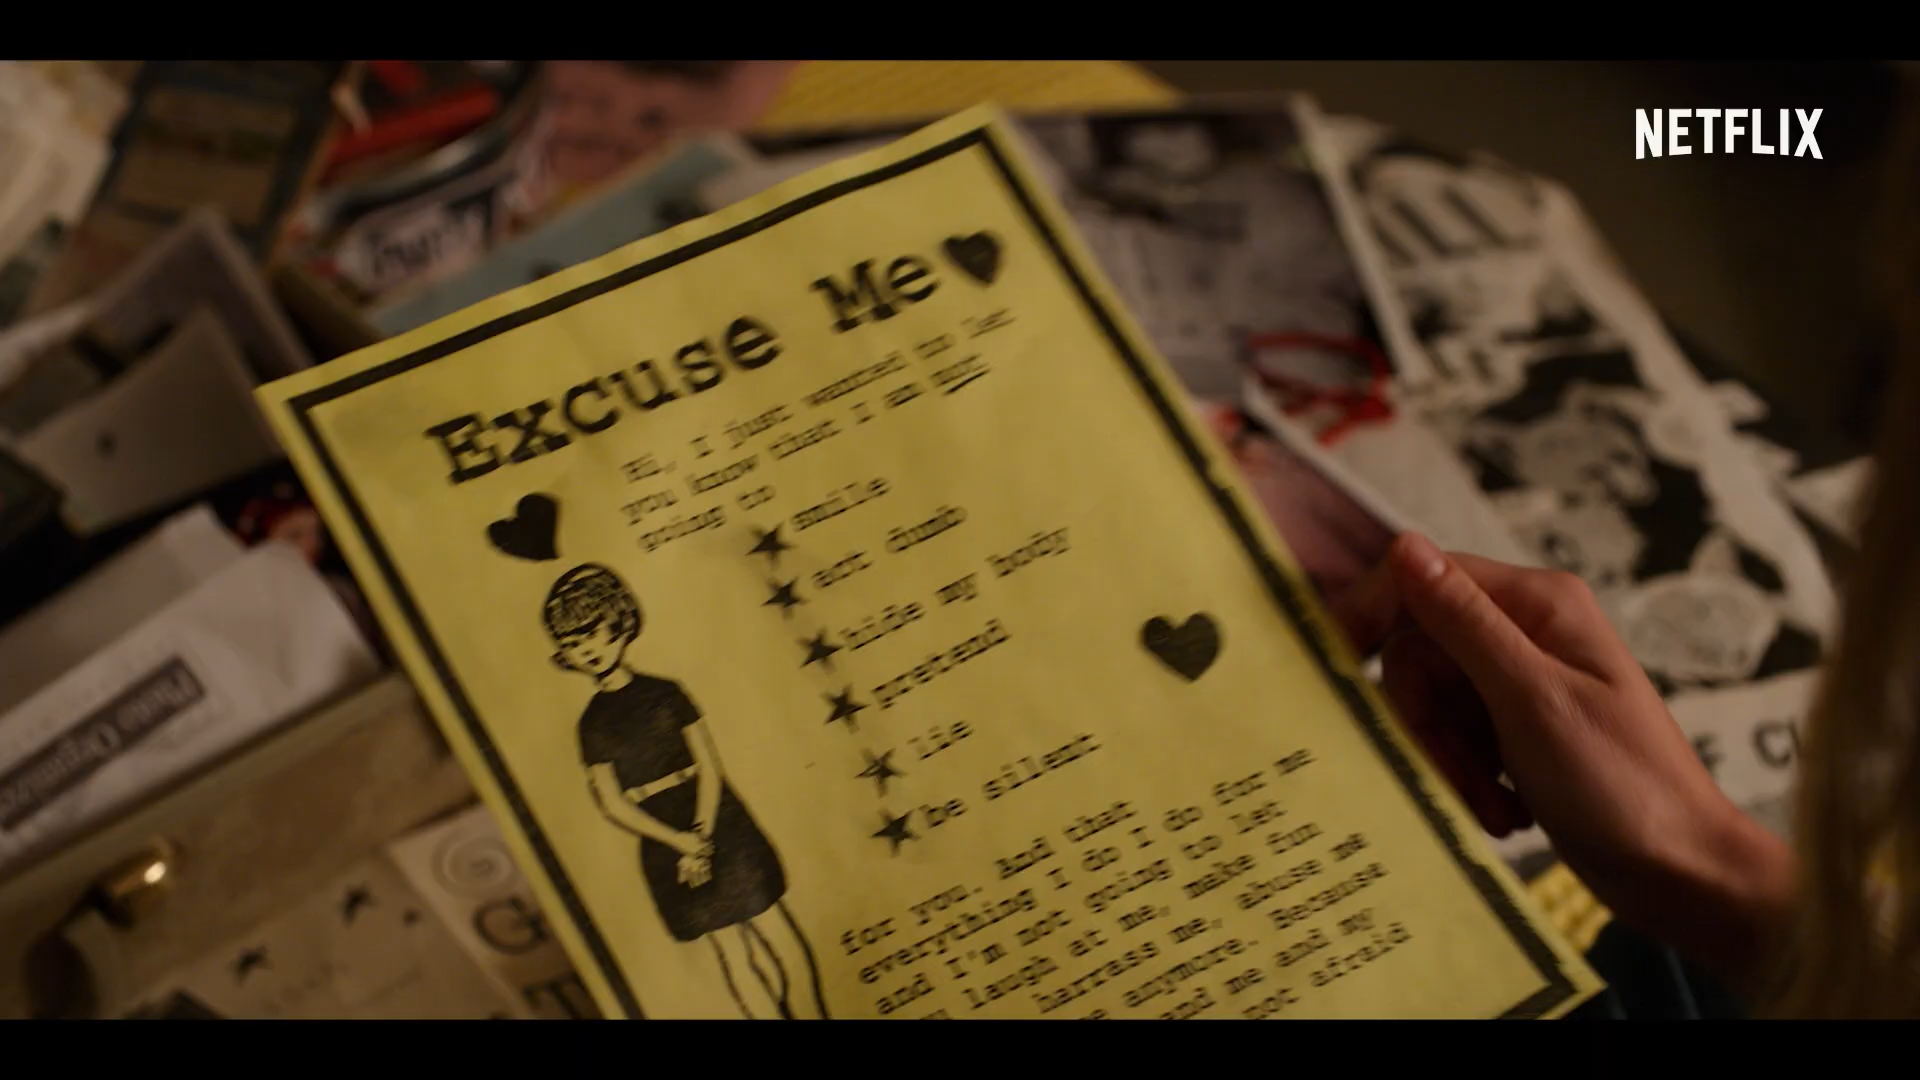 NETFLIX
Excuse Me
Hi, I just wanted to let
you know that I am not
going to
smile
act dumb
hide my body
pretend
lie
be silent
for you. And that
everything I do I do for me
and I'm not going to let
laugh at me, make fun
harrass me, abuse me
anymore. Because
and me and my
not afraid